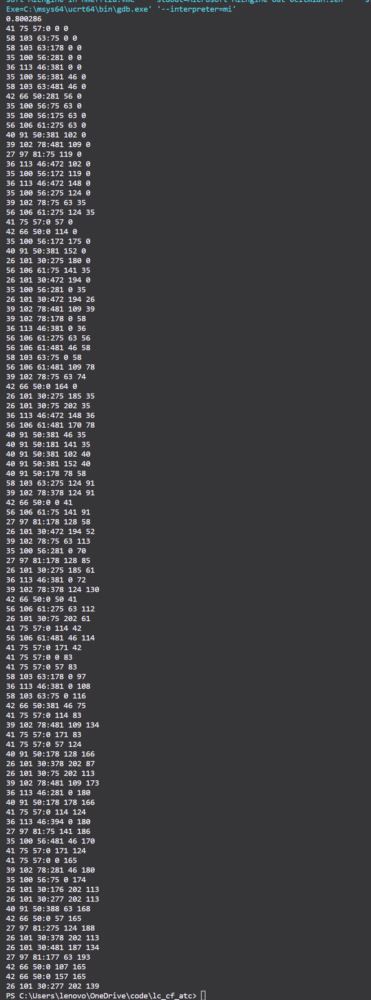 Exe=C:\msys64\ucrt64\bin\gdb.exe' '--interpreter=mi'
0.800286
41 75 57:0 0 0
58 103 63:75 0 0
58 103 63:178 0 0
35 100 56:281 0 0
36 113 46:381 0 0
35 100 56:381 46 0
58 103 63:481 46 0
42 66 50:281 56 0
35 100 56:75 63 0
35 100 56:175 63 0
56 106 61:275 63 0
40 91 50:381 102 0
39 102 78:481 109 0
27 97 81:75 119 0
36 113 46:472 102 0
35 100 56:172 119 0
36 113 46:472 148 0
35 100 56:275 124 0
39 102 78:75 63 35
56 106 61:275 124 35
41 75 57:0 57 0
42 66 50:0 114 0
35 100 56:172 175 0
40 91 50:381 152 0
26 101 30:275 180 0
56 106 61:75 141 35
26 101 30:472 194 0
35 100 56:281 0 35
26 101 30:472 194 26
39 102 78:481 109 39
39 102 78:178 0 58
36 113 46:381 0 36
56 106 61:275 63 56
56 106 61:481 46 58
58 103 63:75 0 58
56 106 61:481 109 78
39 102 78:75 63 74
42 66 50:0 164 0
26 101 30:275 185 35
26 101 30:75 202 35
36 113 46:472 148 36
56 106 61:481 170 78
40 91 50:381 46 35
40 91 50:181 141 35
40 91 50:381 102 40
40 91 50:381 152 40
40 91 50:178 78 58
58 103 63:275 124 91
39 102 78:378 124 91
42 66 50:0 0 41
56 106 61:75 141 91
27 97 81:178 128 58
26 101 30:472 194 52
39 102 78:75 63 113
35 100 56:281 0 70
27 97 81:178 128 85
26 101 30:275 185 61
36 113 46:381 0 72
39 102 78:378 124 130
42 66 50:0 50 41
56 106 61:275 63 112
26 101 30:75 202 61
41 75 57:0 114 42
56 106 61:481 46 114
41 75 57:0 171 42
41 75 57:0 0 83
41 75 57:0 57 83
58 103 63:178 0 97
36 113 46:381 0 108
58 103 63:75 0 116
42 66 50:381 46 75
41 75 57:0 114 83
39 102 78:481 109 134
41 75 57:0 171 83
41 75 57:0 57 124
40 91 50:178 128 166
26 101 30:378 202 87
26 101 30:75 202 113
39 102 78:481 109 173
36 113 46:281 0 180
40 91 50:178 178 166
41 75 57:0 114 124
36 113 46:394 0 180
27 97 81:75 141 186
35 100 56:481 46 170
41 75 57:0 171 124
41 75 57:0 0 165
39 102 78:281 46 180
35 100 56:75 0 174
26 101 30:176 202 113
26 101 30:277 202 113
40 91 50:388 63 168
42 66 50:0 57 165
27 97 81:275 124 188
26 101 30:378 202 113
26 101 30:481 187 134
27 97 81:177 63 193
42 66 50:0 107 165
42 66 50:0 157 165
26 101 30:277 202 139
PS C:\Users\lenovo\OneDrive\code\lc_cf_atc>